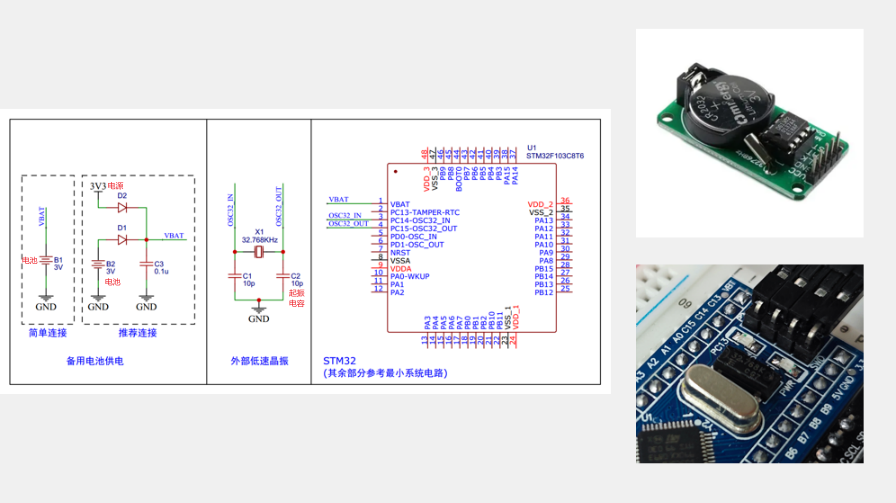 3V3 电源
D2
VBAT
D1
VBAT
电池
B1
3V
B2
3V
电池
C3
0.1u
GND
GND
GND
简单连接
推荐连接
备用电池供电
OSC32_IN
OSC32_OUT
X1
32.768KHz
C1
10p
C2
10p
起振
电容
GND
外部低速晶振
U1
STM32F103C8T6
48 47 46 45 44 43 42 41 40 39 38 37
VDD_3 VSS_3 PB9 PB8 BOOT0 PB7 PB6 PB5 PB4 PB3 PA15 PA14
VBAT 1 VBAT
2 PC13-TAMPER-RTC
OSC32_IN 3 PC14-OSC32_IN
OSC32_OUT 4 PC15-OSC32_OUT
5 PD0-OSC_IN
6 PD1-OSC_OUT
7 NRST
8 VSSA
9 VDDA
10 PA0-WKUP
11 PA1
12 PA2
VDD_2 36
VSS_2 35
PA13 34
PA12 33
PA11 32
PA10 31
PA9 30
PA8 29
PB15 28
PB14 27
PB13 26
PB12 25
PA3 PA4 PA5 PA6 PA7 PB0 PB1 PB2 PB10 PB11 VSS_1 VDD_1
13 14 15 16 17 18 19 20 21 22 23 24
STM32
(其余部分参考最小系统电路)
CR2032
3V
VCC
09
A3 A2 A1 A0 C15 C14 C13 VBT
PC13
PWR
GND
B6 B7 B8 B9 5V GND 3.3
U1
Y2
SCL